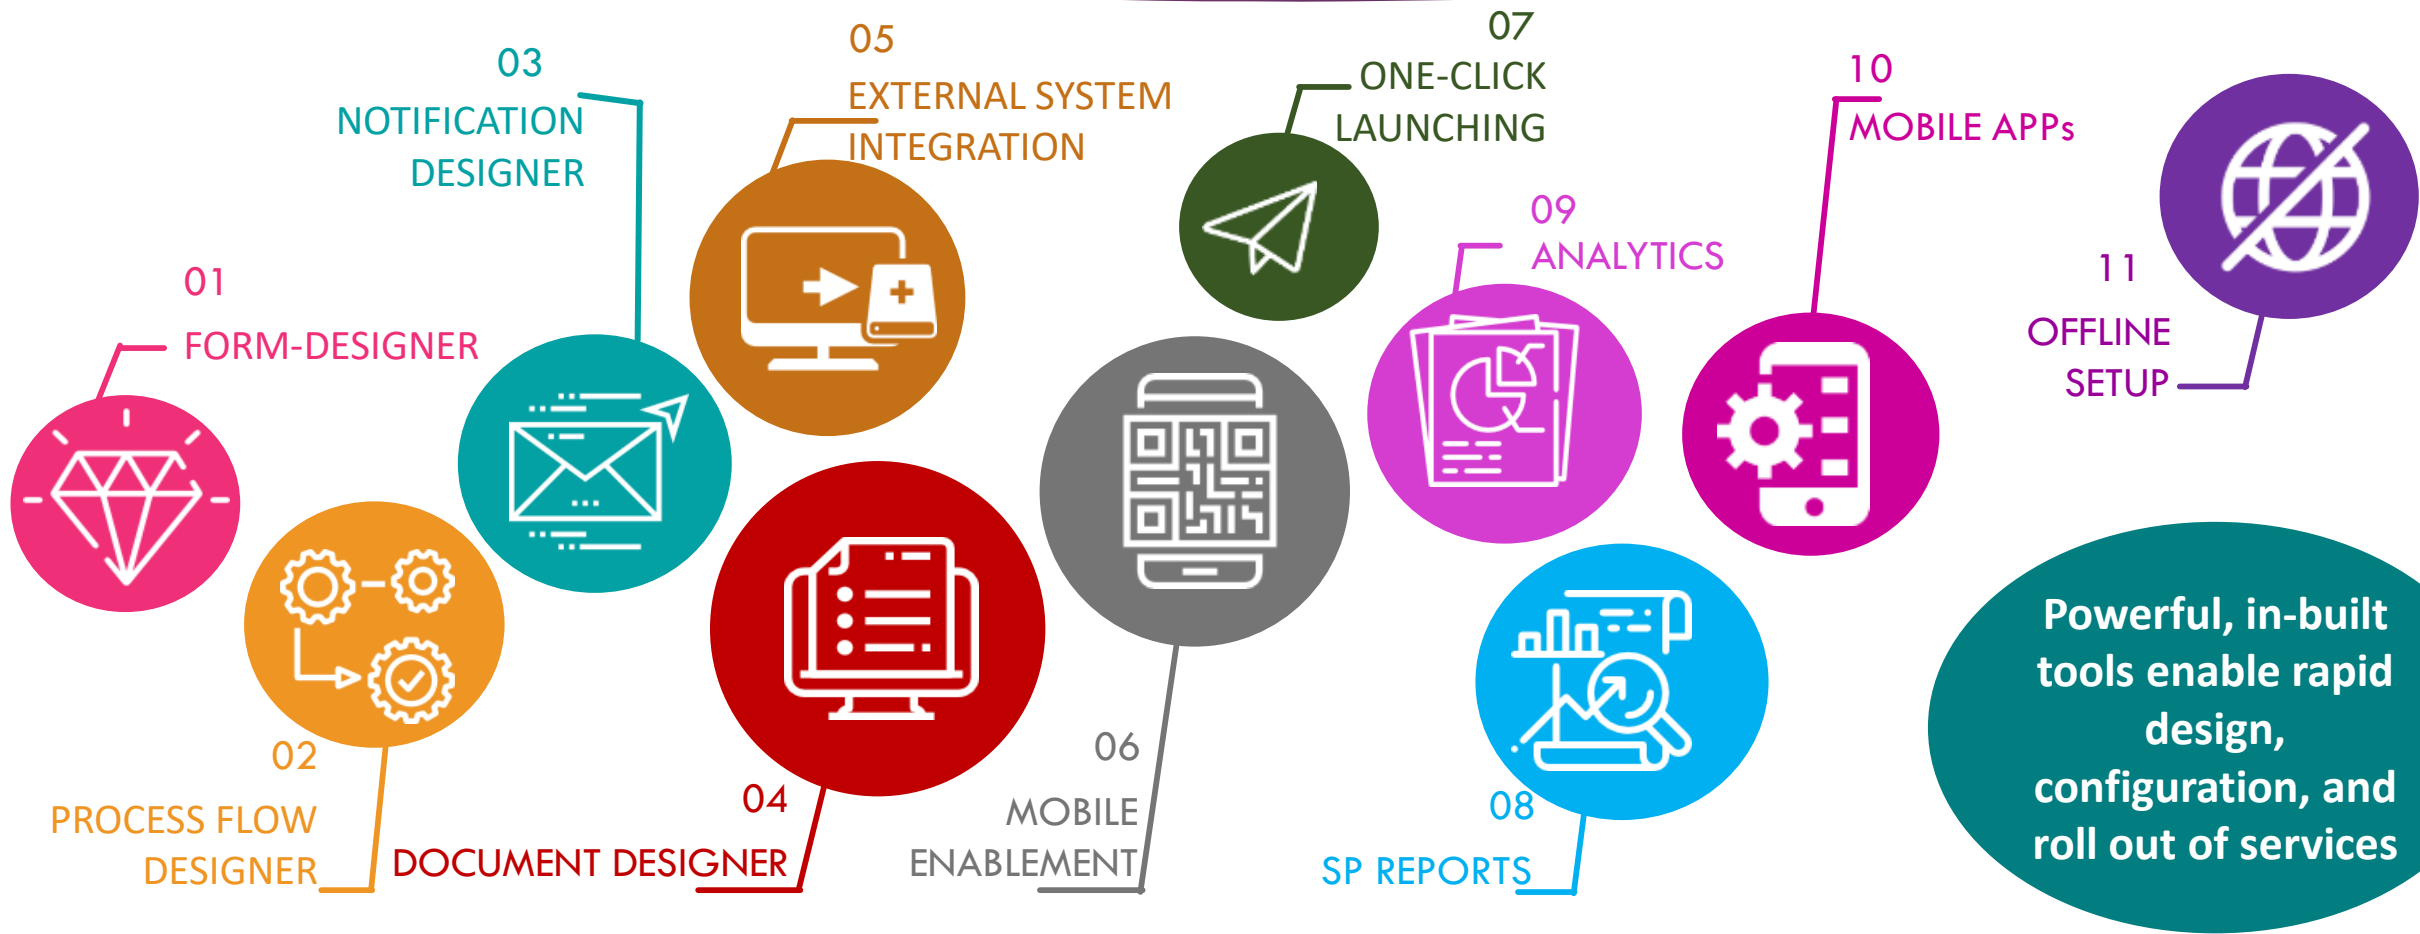 01
FORM-DESIGNER
02
PROCESS FLOW
DESIGNER
03
NOTIFICATION
DESIGNER
04
DOCUMENT DESIGNER
05
EXTERNAL SYSTEM
INTEGRATION
06
MOBILE
ENABLEMENT
07
ONE-CLICK
LAUNCHING
08
SP REPORTS
09
ANALYTICS
10
MOBILE APPs
11
OFFLINE
SETUP
Powerful, in-built
tools enable rapid
design,
configuration, and
roll out of services